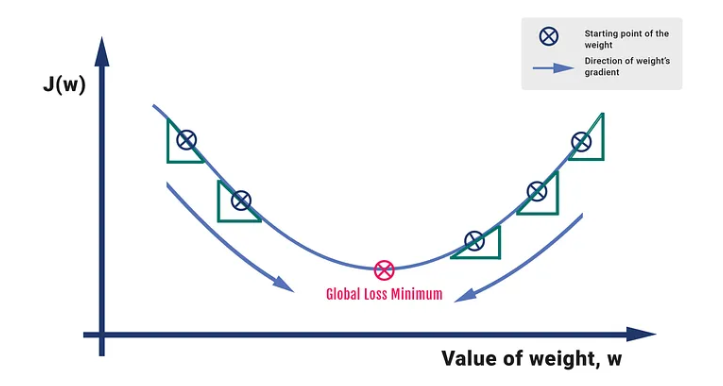 Starting point of the
weight
Direction of weight's
gradient
J(w)
Global Loss Minimum
Value of weight, w